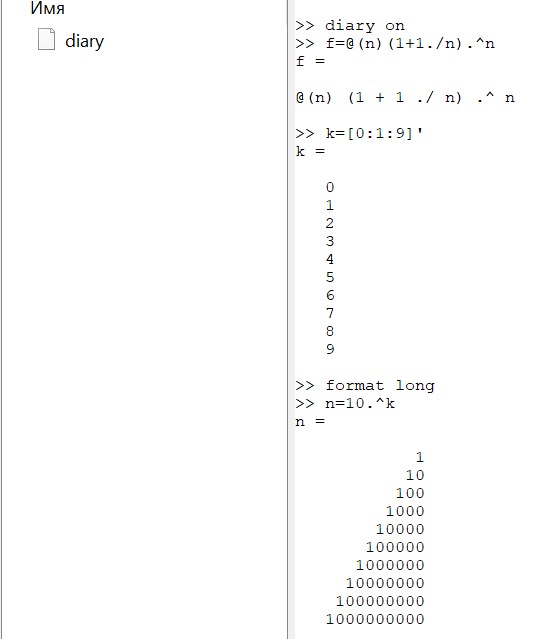 Имя
diary
>> diary on
>> f=@(n)(1+1./n).^n
f =
@(n) (1 + 1 ./ n) .^ n
>> k=[0:1:9]'
k =
0
1
2
3
4
5
6
7
8
9
>> format long
>> n=10.^k
n =
1
10
100
1000
10000
100000
1000000
10000000
100000000
1000000000